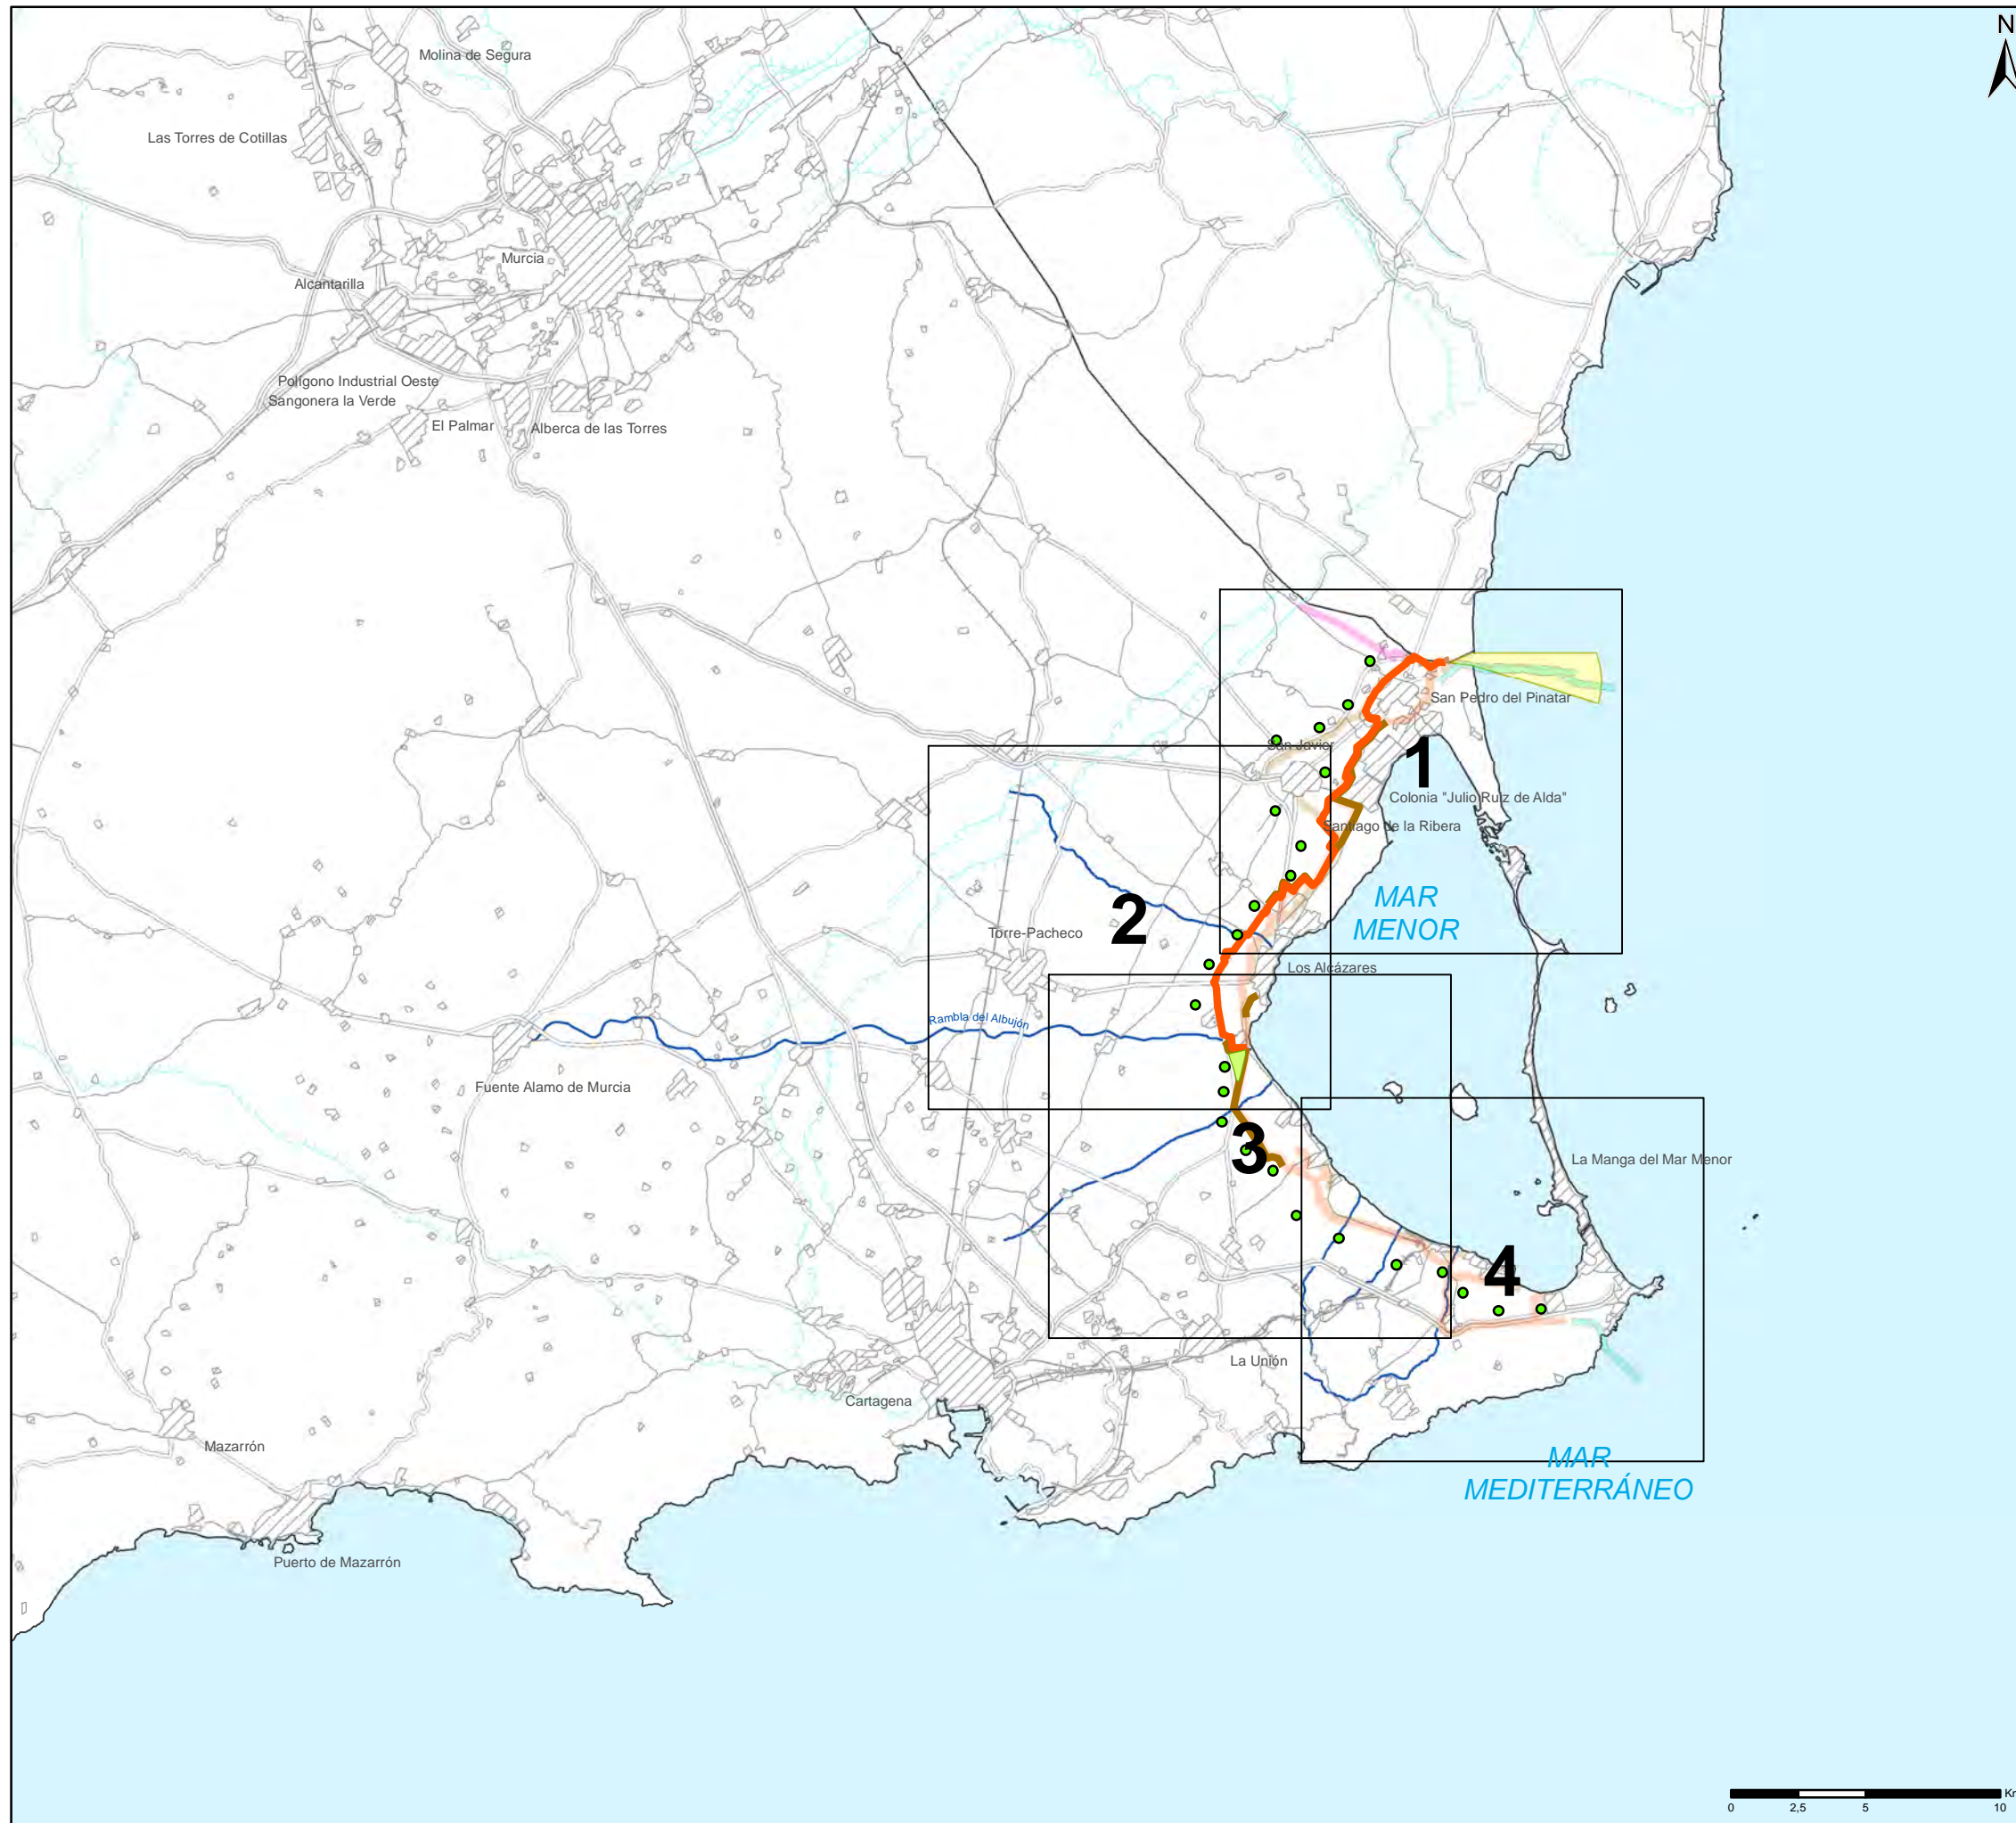 N
Molina de Segura
Las Torres de Cotillas
Murcia
Alcantarilla
Polígono Industrial Oeste
Sangonera la Verde
El Palmar
Alberca de las Torres
San Pedro del Pinatar
San Javier
1
Colonia "Julio Ruiz de Alda"
Santiago de la Ribera
MAR
MENOR
2
Torre-Pacheco
Los Alcázares
Rambla del Albujón
Fuente Alamo de Murcia
3
La Manga del Mar Menor
4
La Unión
Cartagena
Mazarrón
MAR
MEDITERRÁNEO
Puerto de Mazarrón
0 2,5 5 10